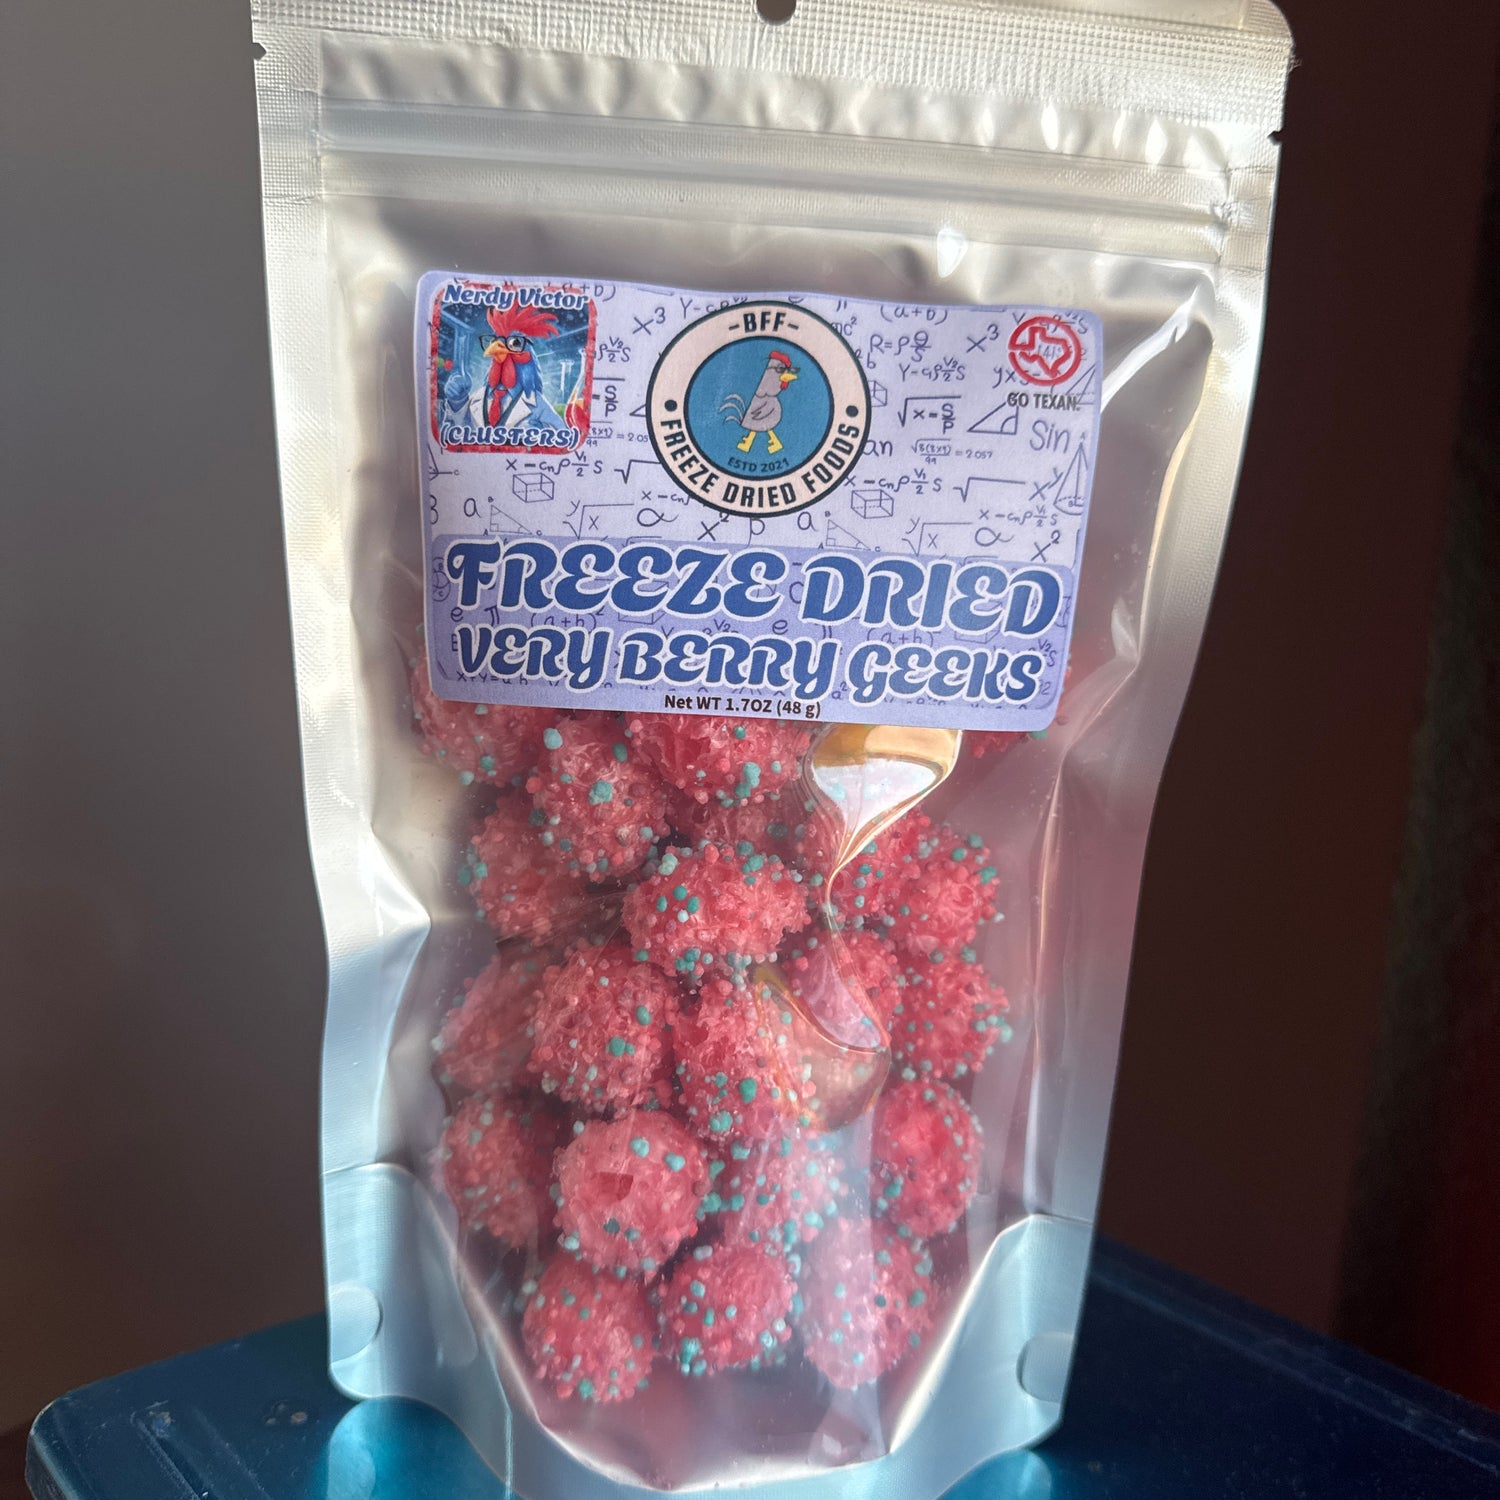 Nerdy Victor
(CLUSTERS)
-BFF-
FREEZE DRIED FOODS
ESTD 2021
GO TEXAN.
Sin
FREEZE DRIED
VERY BERRY GEEKS
Net WT 1.7OZ (48 g)